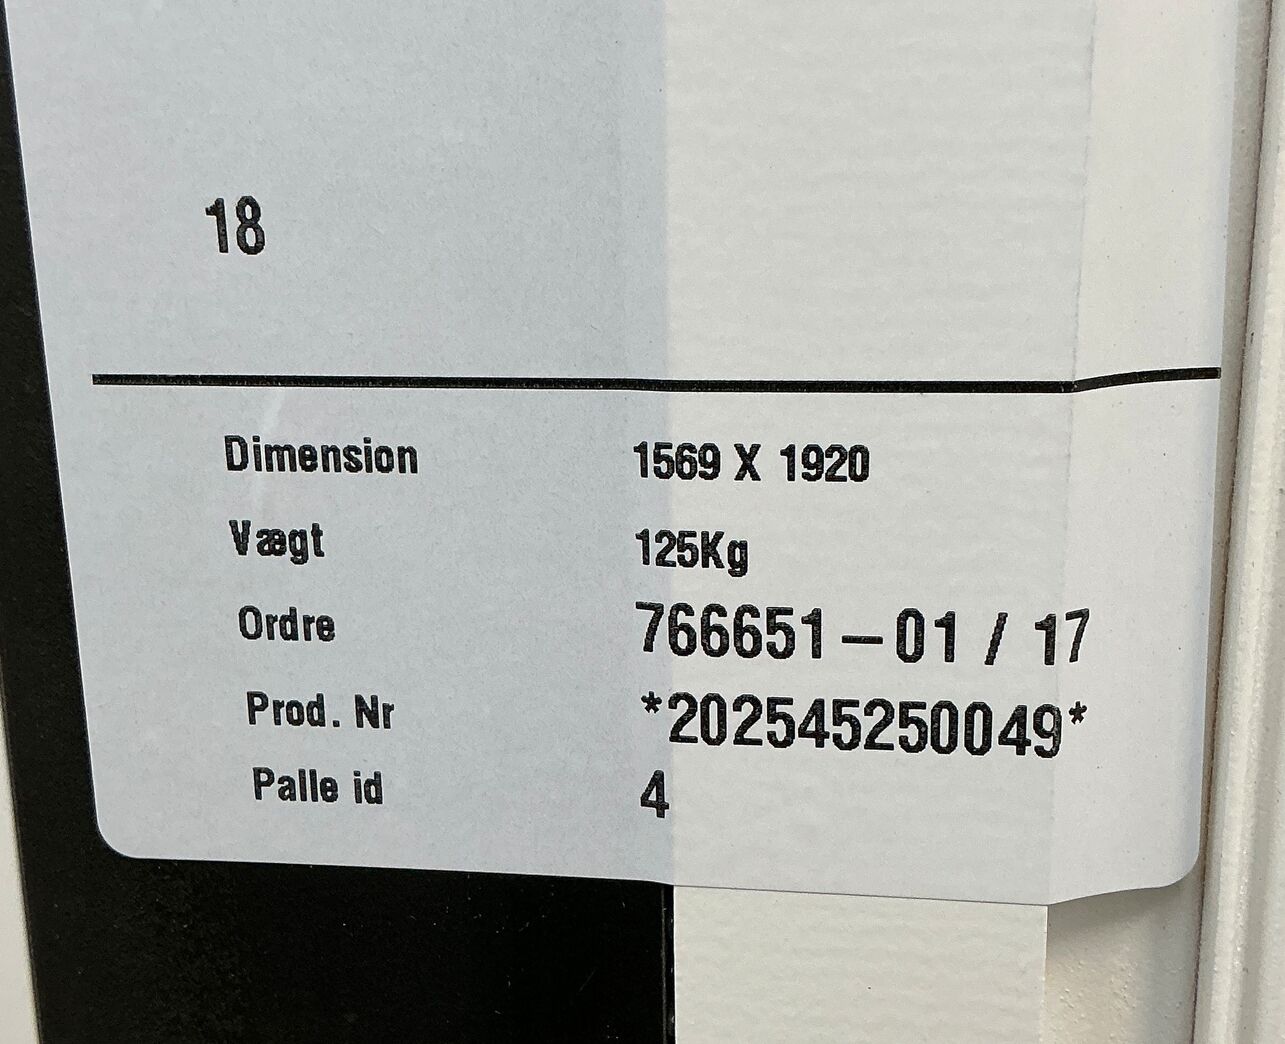 18
Dimension 1569 X 1920
Vægt 125Kg
Ordre 766651 – 01 / 17
Prod. Nr *202545250049*
Palle id 4